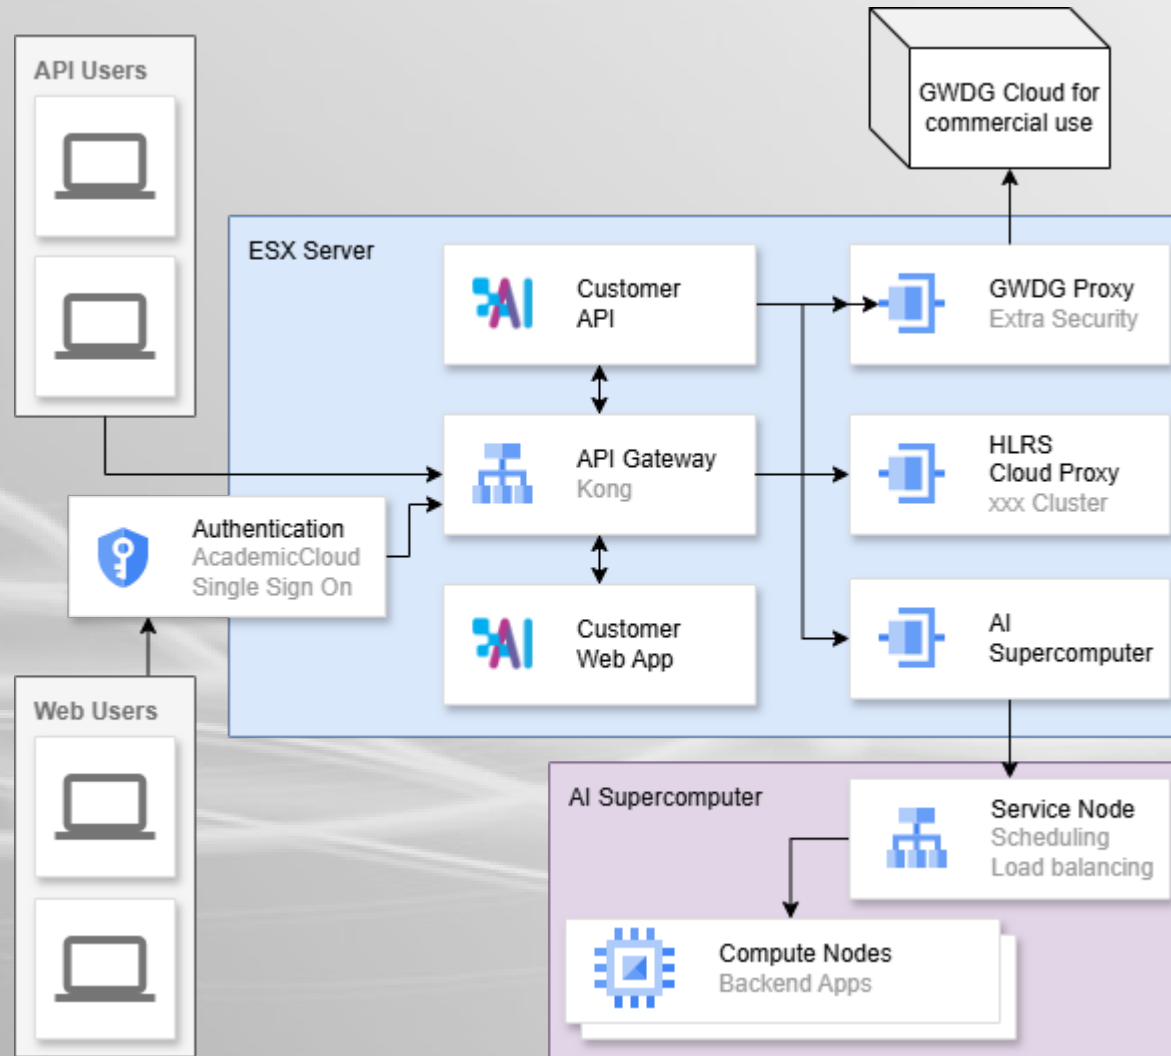 API Users
GWDG Cloud for
commercial use
ESX Server
AI
Customer
API
GWDG Proxy
Extra Security
API Gateway
Kong
HLRS
Cloud Proxy
xxx Cluster
Authentication
AcademicCloud
Single Sign On
AI
Customer
Web App
AI
Supercomputer
Web Users
AI Supercomputer
Service Node
Scheduling
Load balancing
Compute Nodes
Backend Apps